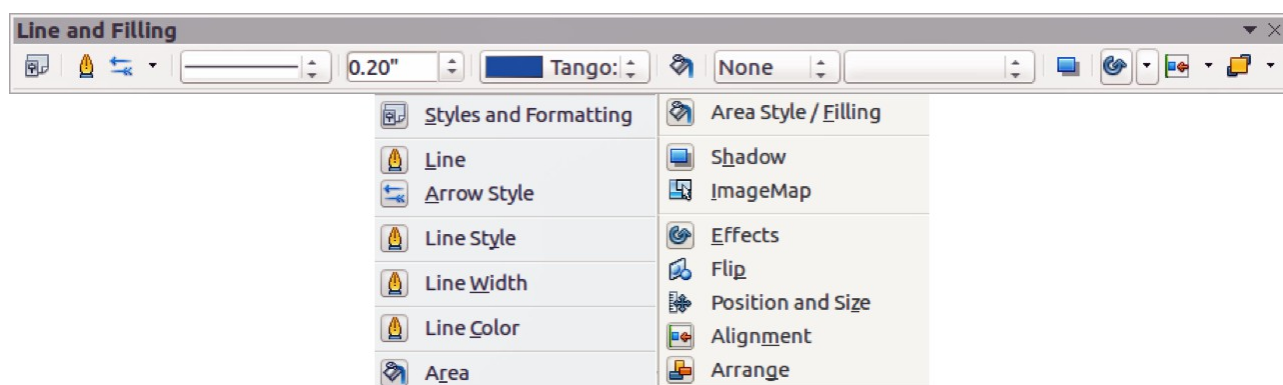 Line and Filling
0.20" Tango: None
Styles and Formatting
Line
Arrow Style
Line Style
Line Width
Line Color
Area
Area Style / Filling
Shadow
ImageMap
Effects
Flip
Position and Size
Alignment
Arrange